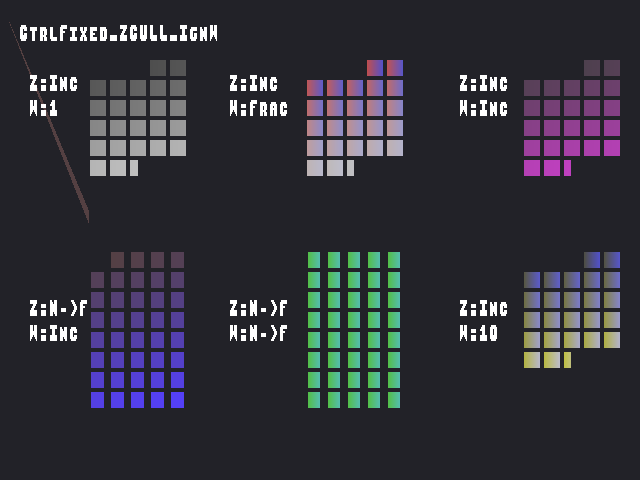 CtrlFixed_ZCULL_IgnW
Z:Inc
W:1
Z:Inc
W:Frac
Z:Inc
W:Inc
Z:N->F
W:Inc
Z:N->F
W:N->F
Z:Inc
W:10